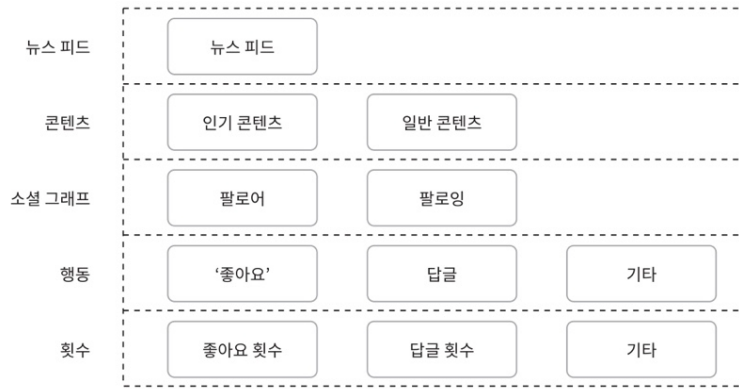 뉴스 피드 뉴스 피드
콘텐츠 인기 콘텐츠 일반 콘텐츠
소셜 그래프 팔로어 팔로잉
행동 ‘좋아요’ 답글 기타
횟수 좋아요 횟수 답글 횟수 기타